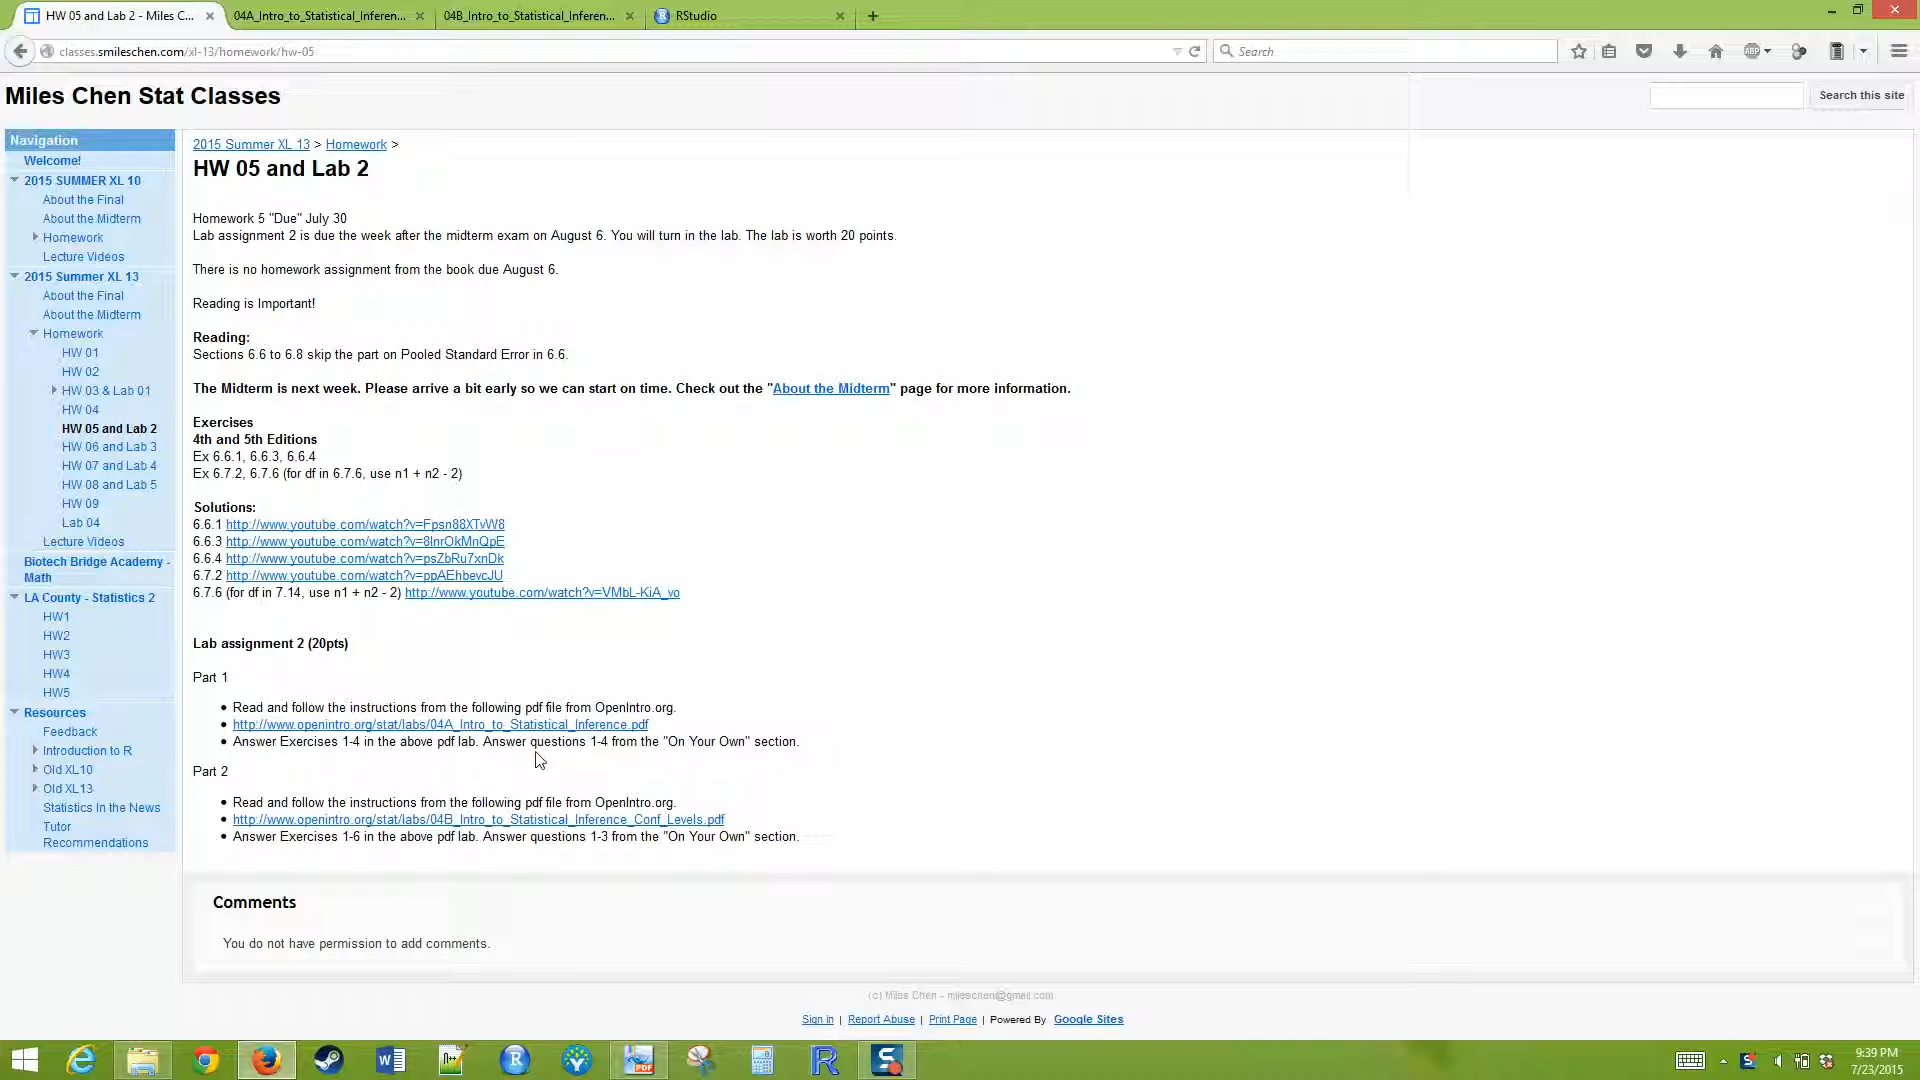 HW 05 and Lab 2 - Miles C...
04A_Intro_to_Statistical_Inferen...
04B_Intro_to_Statistical_Inferen...
RStudio
classes.smileschen.com/xl-13/homework/hw-05
Search
Miles Chen Stat Classes
Search this site
Navigation
Welcome!
2015 SUMMER XL 10
About the Final
About the Midterm
Homework
Lecture Videos
2015 Summer XL 13
About the Final
About the Midterm
Homework
HW 01
HW 02
HW 03 & Lab 01
HW 04
HW 05 and Lab 2
HW 06 and Lab 3
HW 07 and Lab 4
HW 08 and Lab 5
HW 09
Lab 04
Lecture Videos
Biotech Bridge Academy -
Math
LA County - Statistics 2
HW1
HW2
HW3
HW4
HW5
Resources
Feedback
Introduction to R
Old XL10
Old XL13
Statistics In the News
Tutor
Recommendations
2015 Summer XL 13 > Homework >
HW 05 and Lab 2
Homework 5 "Due" July 30
Lab assignment 2 is due the week after the midterm exam on August 6. You will turn in the lab. The lab is worth 20 points.
There is no homework assignment from the book due August 6.
Reading is Important!
Reading:
Sections 6.6 to 6.8 skip the part on Pooled Standard Error in 6.6.
The Midterm is next week. Please arrive a bit early so we can start on time. Check out the "About the Midterm" page for more information.
Exercises
4th and 5th Editions
Ex 6.6.1, 6.6.3, 6.6.4
Ex 6.7.2, 6.7.6 (for df in 6.7.6, use n1 + n2 - 2)
Solutions:
6.6.1 http://www.youtube.com/watch?v=Fpsn88XTvW8
6.6.3 http://www.youtube.com/watch?v=8lnrOkMnQpE
6.6.4 http://www.youtube.com/watch?v=psZbRu7xnDk
6.7.2 http://www.youtube.com/watch?v=ppAEhbevcJU
6.7.6 (for df in 7.14, use n1 + n2 - 2) http://www.youtube.com/watch?v=VMbL-KiA_vo
Lab assignment 2 (20pts)
Part 1
Read and follow the instructions from the following pdf file from OpenIntro.org.
http://www.openintro.org/stat/labs/04A_Intro_to_Statistical_Inference.pdf
Answer Exercises 1-4 in the above pdf lab. Answer questions 1-4 from the "On Your Own" section.
Part 2
Read and follow the instructions from the following pdf file from OpenIntro.org.
http://www.openintro.org/stat/labs/04B_Intro_to_Statistical_Inference_Conf_Levels.pdf
Answer Exercises 1-6 in the above pdf lab. Answer questions 1-3 from the "On Your Own" section.
Comments
You do not have permission to add comments.
(c) Miles Chen - mileschen@gmail.com
Sign in | Report Abuse | Print Page | Powered By Google Sites
9:39 PM
7/23/2015